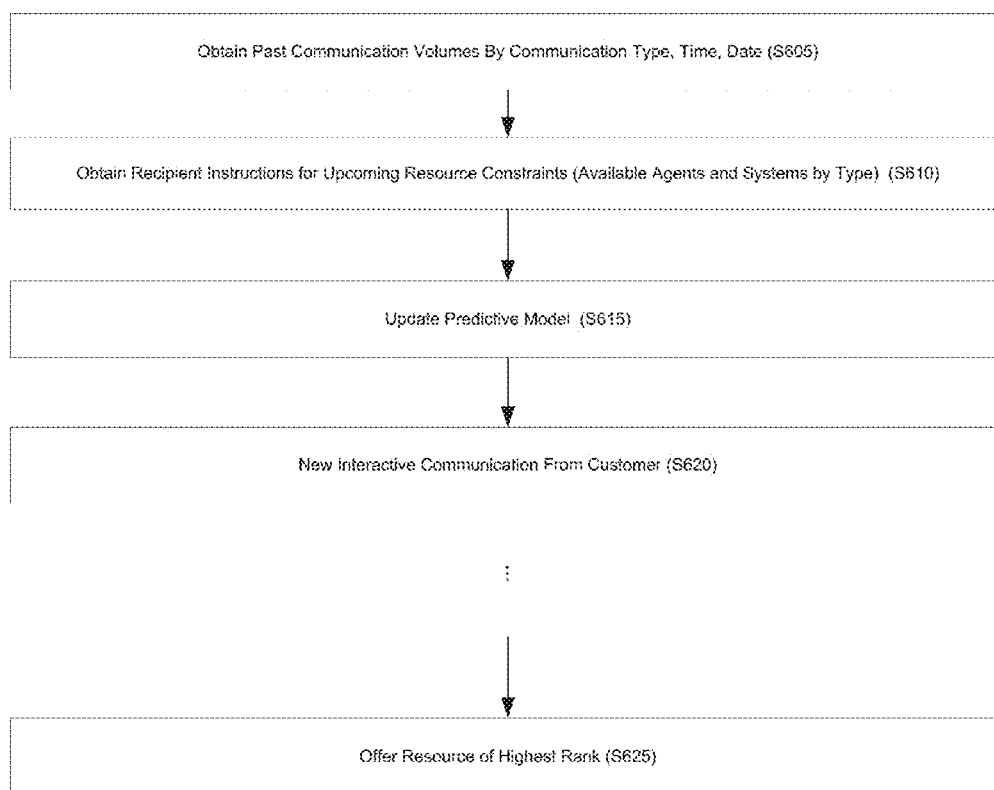 Obtain Past Communication Volumes By Communication Type, Time, Date (S605)
Obtain Recipient Instructions for Upcoming Resource Constraints (Available Agents and Systems by Type) (S610)
Update Predictive Model (S615)
New Interactive Communication From Customer (S620)
⋮
Offer Resource of Highest Rank (S625)